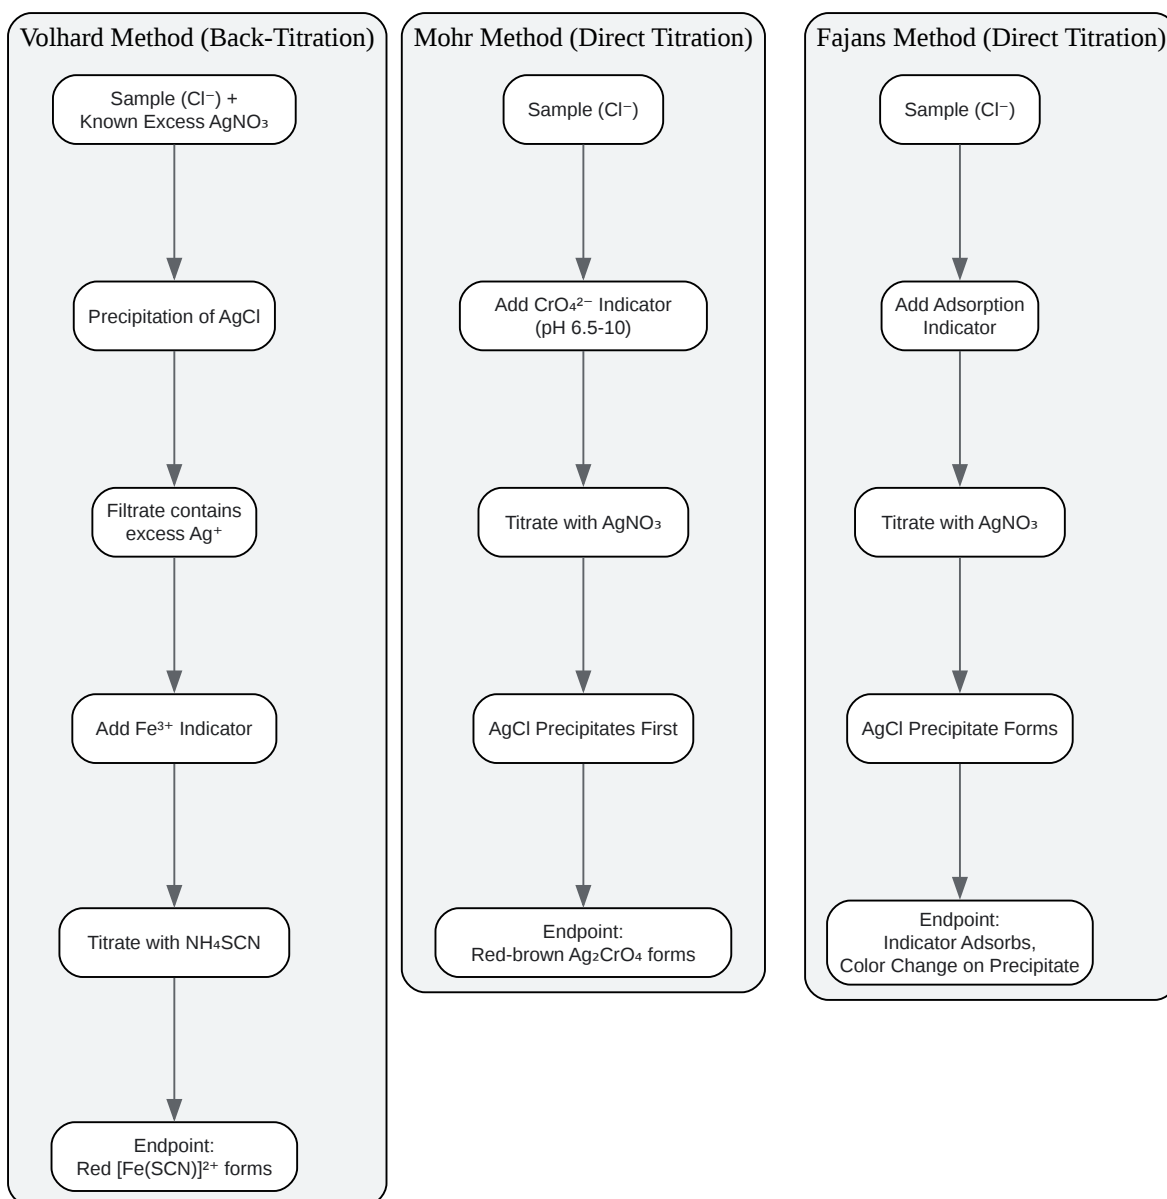 Volhard Method (Back-Titration)
Sample (Cl⁻) +
Known Excess AgNO₃
Precipitation of AgCl
Filtrate contains
excess Ag⁺
Add Fe³⁺ Indicator
Titrate with NH₄SCN
Endpoint:
Red [Fe(SCN)]²⁺ forms
Mohr Method (Direct Titration)
Sample (Cl⁻)
Add CrO₄²⁻ Indicator
(pH 6.5-10)
Titrate with AgNO₃
AgCl Precipitates First
Endpoint:
Red-brown Ag₂CrO₄ forms
Fajans Method (Direct Titration)
Sample (Cl⁻)
Add Adsorption
Indicator
Titrate with AgNO₃
AgCl Precipitate Forms
Endpoint:
Indicator Adsorbs,
Color Change on Precipitate